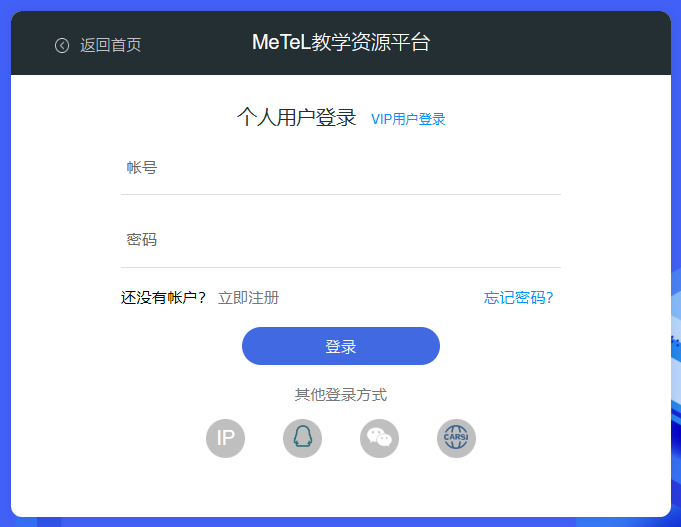 返回首页 MeTeL教学资源平台
个人用户登录 VIP用户登录
帐号
密码
还没有帐户？ 立即注册 忘记密码?
登录
其他登录方式
IP CARSI